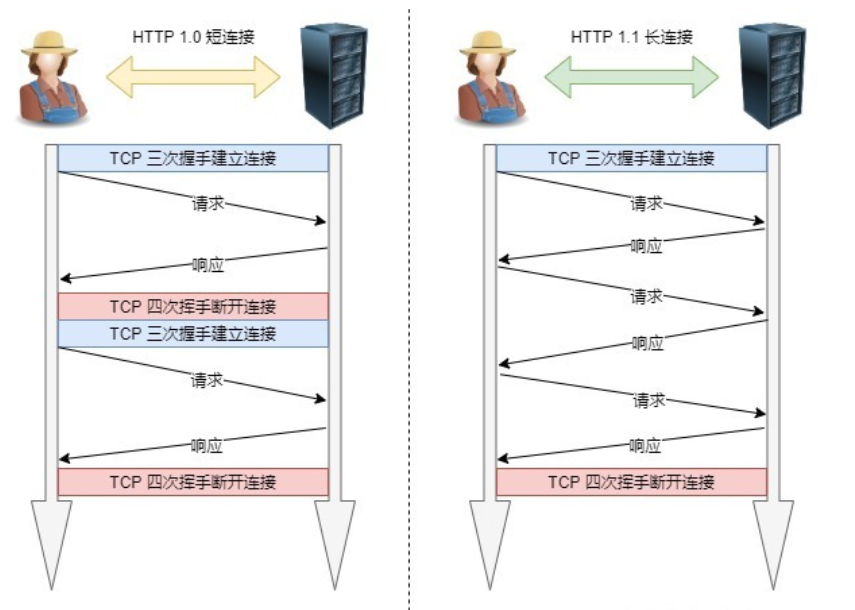 HTTP 1.0 短连接
TCP 三次握手建立连接
请求
响应
TCP 四次挥手断开连接
TCP 三次握手建立连接
请求
响应
TCP 四次挥手断开连接
HTTP 1.1 长连接
TCP 三次握手建立连接
请求
响应
请求
响应
请求
响应
TCP 四次挥手断开连接